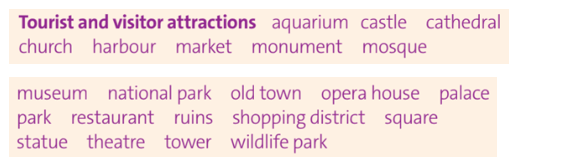 Tourist and visitor attractions aquarium castle cathedral
church harbour market monument mosque
museum national park old town opera house palace
park restaurant ruins shopping district square
statue theatre tower wildlife park